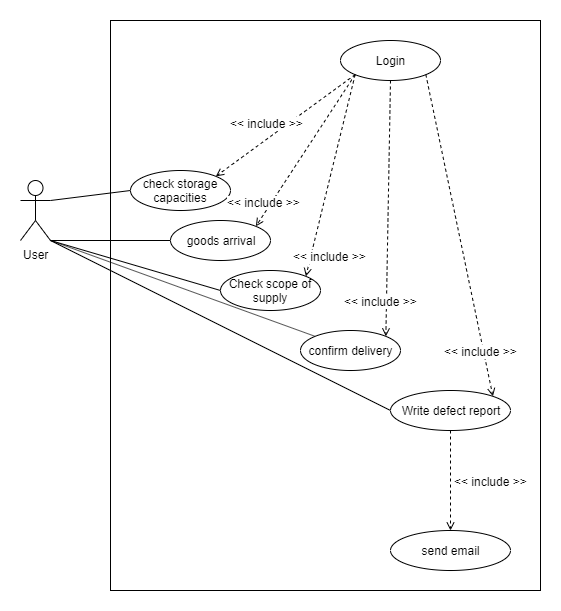 Login
<< include >>
check storage
capacities
<< include >>
goods arrival
User
<< include >>
Check scope of
supply
<< include >>
confirm delivery
<< include >>
Write defect report
<< include >>
send email